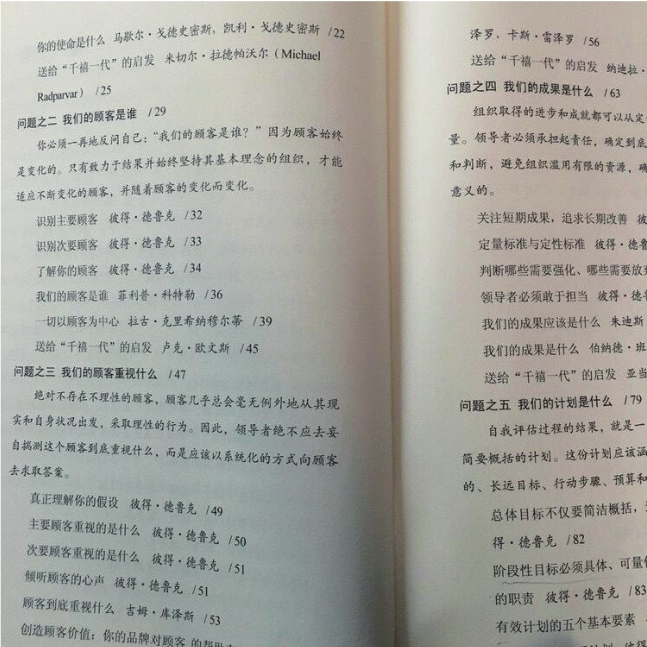 你的使命是什么 马歇尔·戈德史密斯，凯利·戈德史密斯 /22
送给“千禧一代”的启发 米切尔·拉德帕沃尔（Michael
Radparvar） /25
问题之二 我们的顾客是谁 /29
你必须一再地反问自己：“我们的顾客是谁？”因为顾客始终
是变化的。只有致力于结果并始终坚持其基本理念的组织，才能
适应不断变化的顾客，并随着顾客的变化而变化。
识别主要顾客 彼得·德鲁克 /32
识别次要顾客 彼得·德鲁克 /33
了解你的顾客 彼得·德鲁克 /34
我们的顾客是谁 菲利普·科特勒 /36
一切以顾客为中心 拉古·克里希纳穆尔蒂 /39
送给“千禧一代”的启发 卢克·欧文斯 /45
问题之三 我们的顾客重视什么 /47
绝对不存在不理性的顾客，顾客几乎总会毫无例外地从其现
实和自身状况出发，采取理性的行为。因此，领导者绝不应去妄
自揣测这个顾客到底重视什么，而是应该以系统化的方式向顾客
去求取答案。
真正理解你的假设 彼得·德鲁克 /49
主要顾客重视的是什么 彼得·德鲁克 /50
次要顾客重视的是什么 彼得·德鲁克 /51
倾听顾客的心声 彼得·德鲁克 /51
顾客到底重视什么 吉姆·库泽斯 /53
创造顾客价值：你的品牌对顾客
泽罗，卡斯·雷泽罗 /56
送给“千禧一代”的启发 纳迪拉·
问题之四 我们的成果是什么 /63
组织取得的进步和成就都可以从定
量。领导者必须承担起责任，确定到底
和判断，避免组织滥用有限的资源，确
意义的。
关注短期成果，追求长期改善
定量标准与定性标准 彼得·德鲁
判断哪些需要强化、哪些需要放弃
领导者必须敢于担当 彼得·德鲁
我们的成果应该是什么 朱迪斯
我们的成果是什么 伯纳德·班
送给“千禧一代”的启发 亚当
问题之五 我们的计划是什么 /79
自我评估过程的结果，就是一
简要概括的计划。这份计划应该涵
的、长远目标、行动步骤、预算和
总体目标不仅要简洁概括，
得·德鲁克 /82
阶段性目标必须具体、可量
的职责 彼得·德鲁克 /83
有效计划的五个基本要素